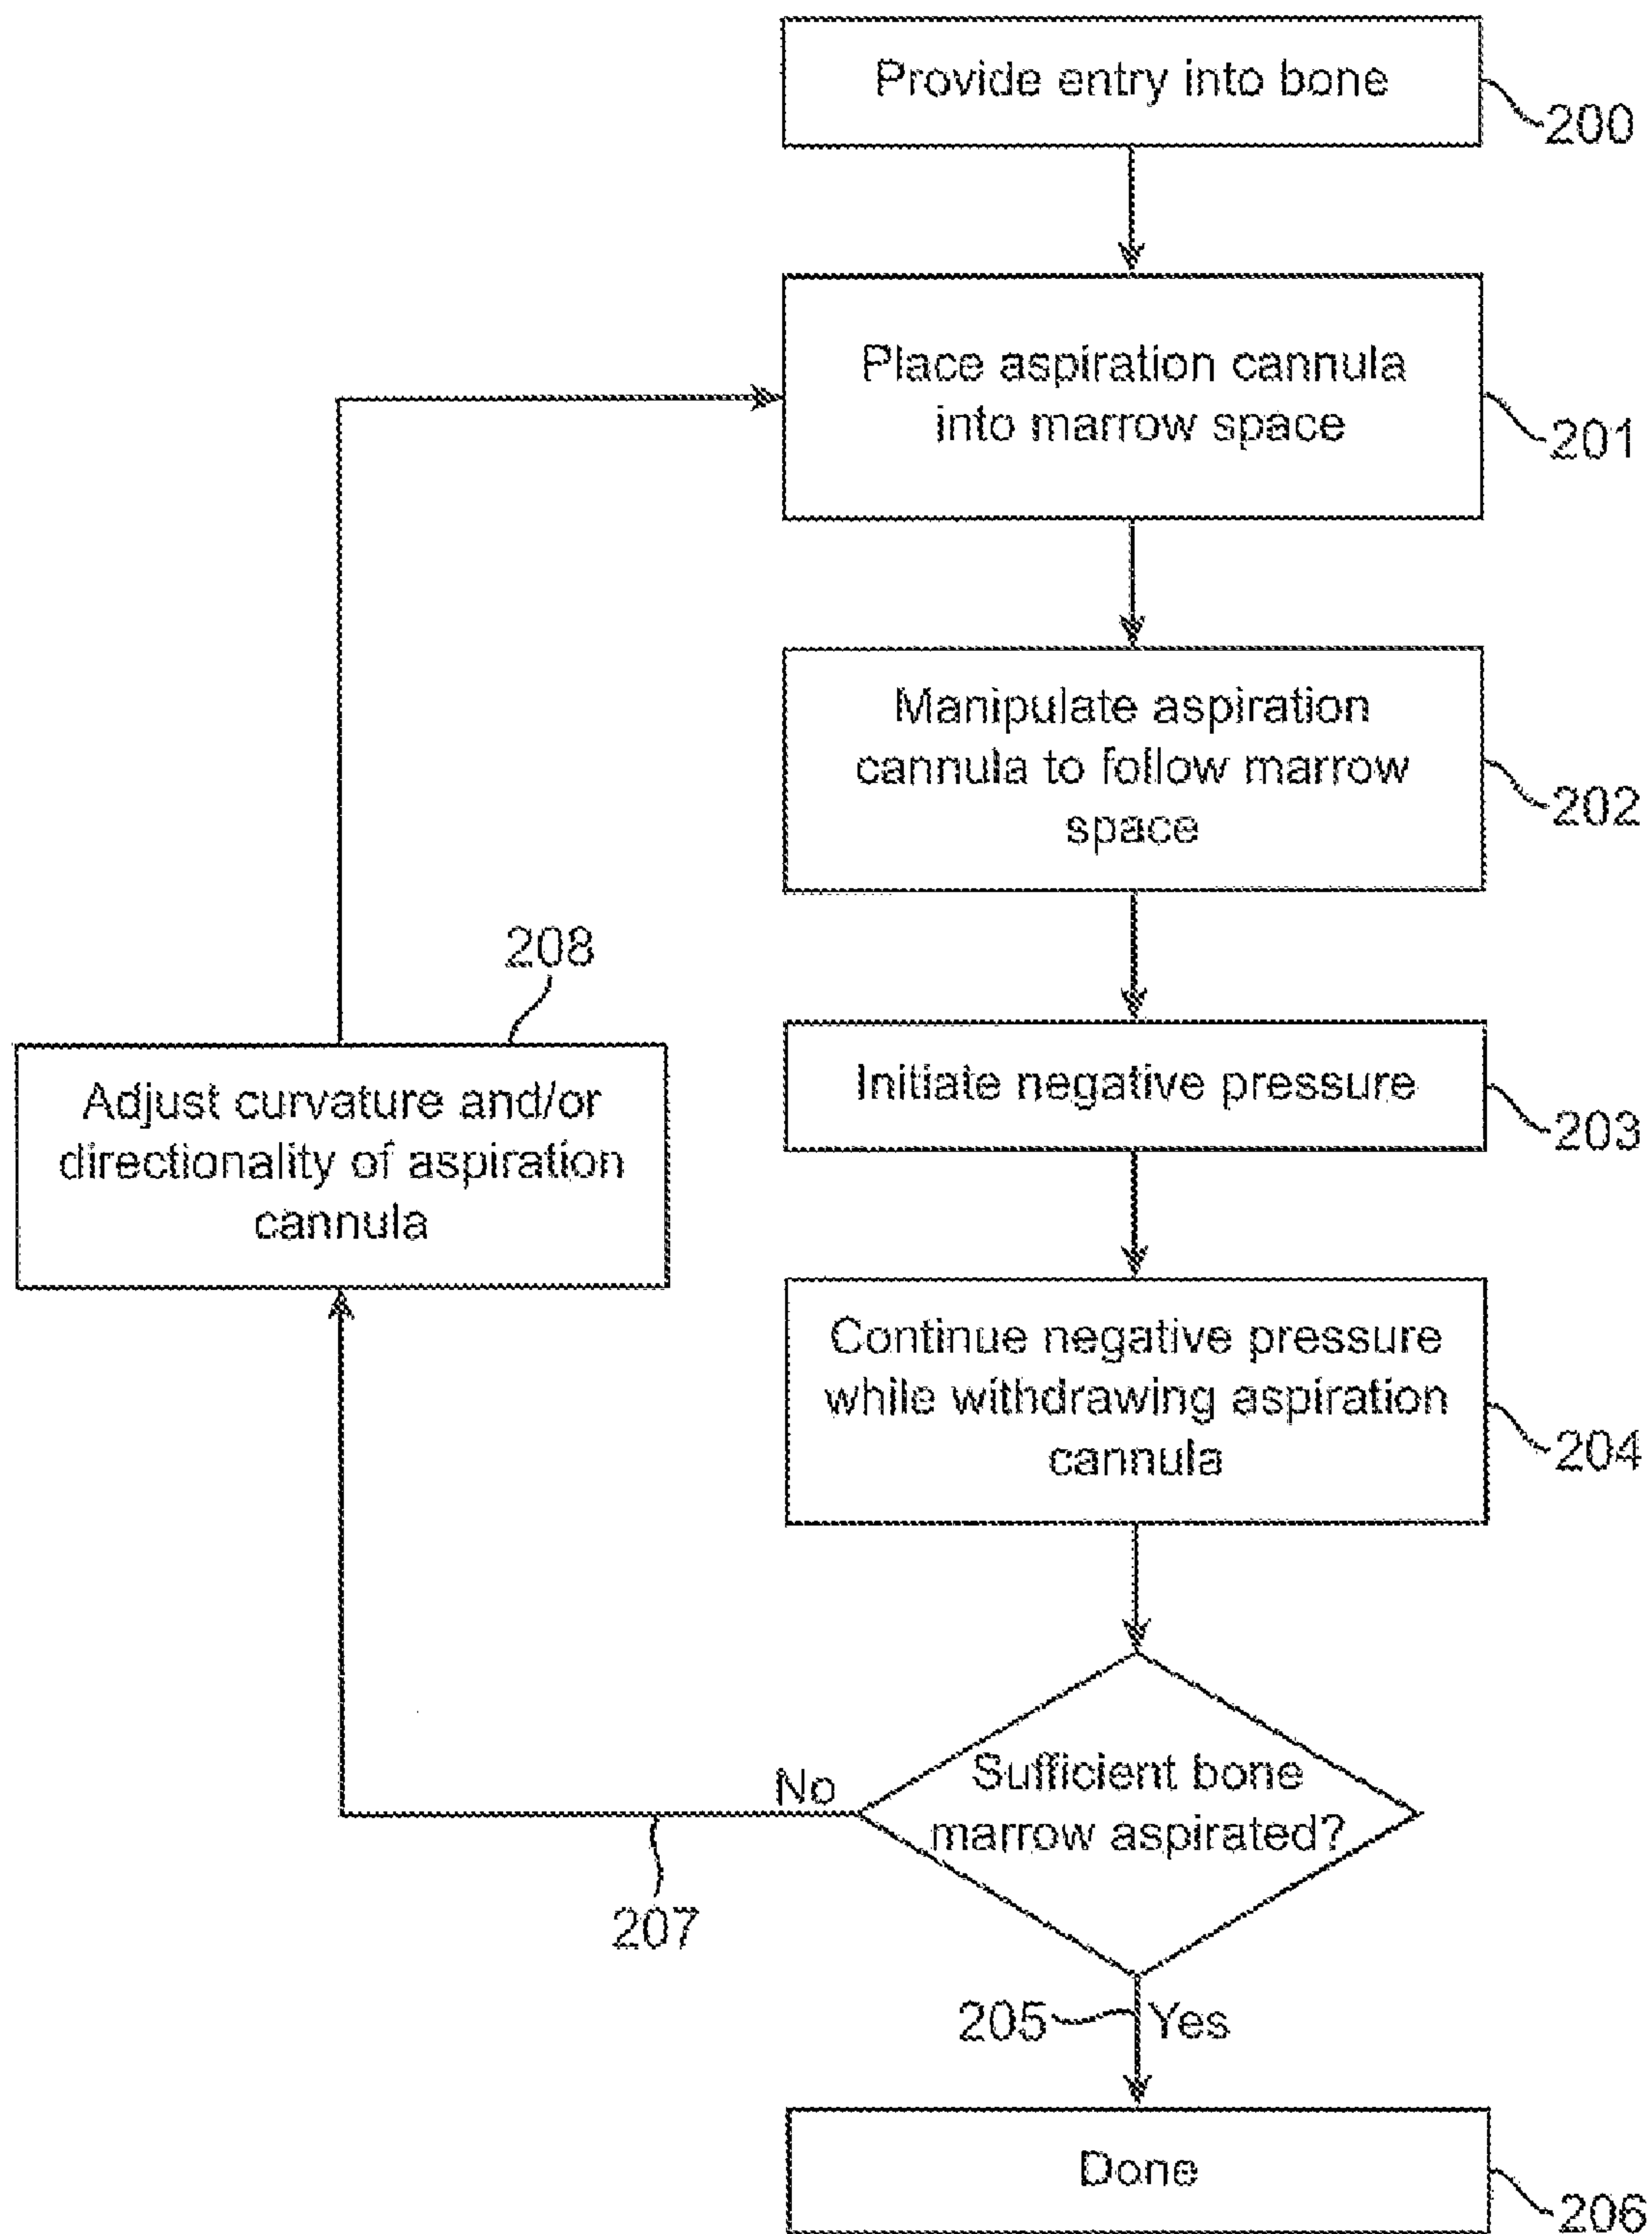 Provide entry into bone
200
Place aspiration cannula
into marrow space
201
Manipulate aspiration
cannula to follow marrow
space
202
Initiate negative pressure
203
208
Adjust curvature and/or
directionality of aspiration
cannula
Continue negative pressure
while withdrawing aspiration
cannula
204
Sufficient bone
marrow aspirated?
No
207
205
Yes
Done
206